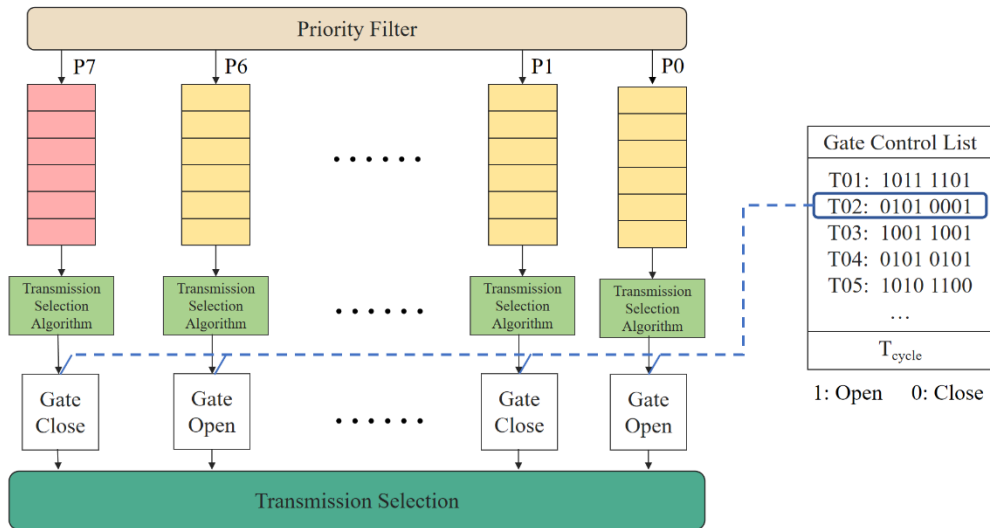 Priority Filter
P7
P6
P1
P0
......
Transmission
Selection
Algorithm
Transmission
Selection
Algorithm
......
Transmission
Selection
Algorithm
Transmission
Selection
Algorithm
Gate
Close
Gate
Open
......
Gate
Close
Gate
Open
Transmission Selection
Gate Control List
T01: 1011 1101
T02: 0101 0001
T03: 1001 1001
T04: 0101 0101
T05: 1010 1100
...
Tcycle
1: Open 0: Close